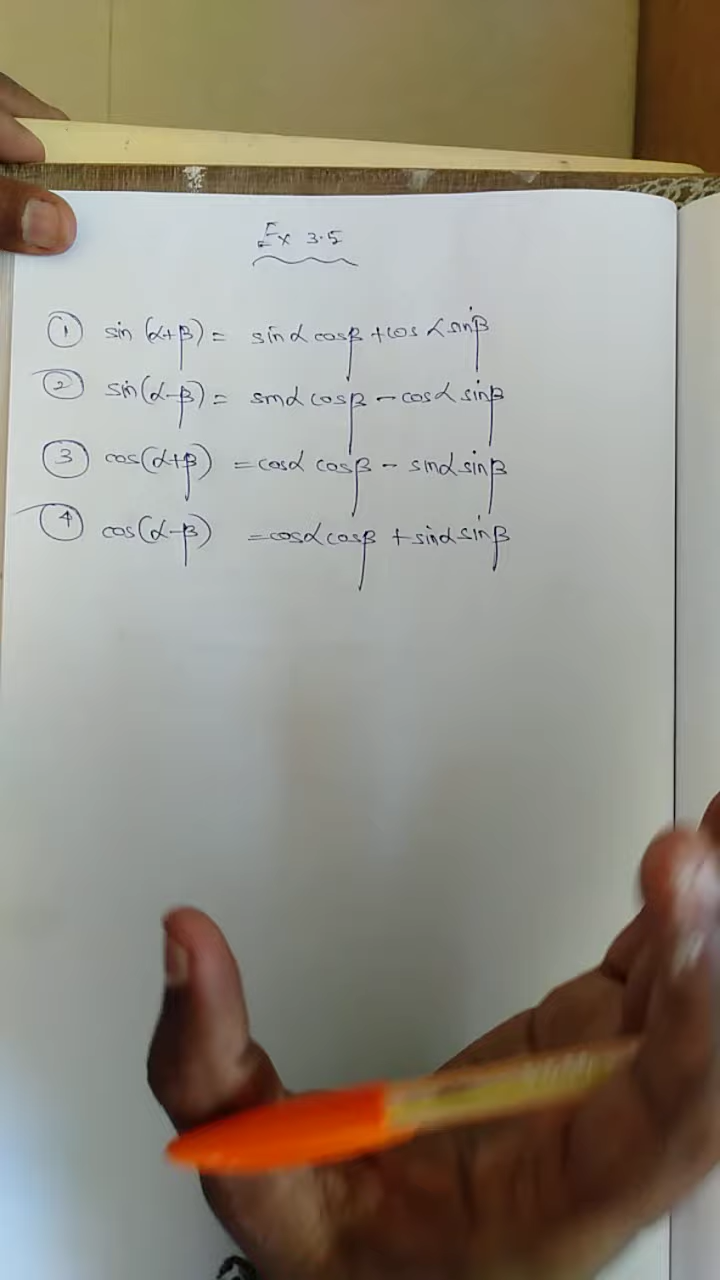 Ex 3.5
① sin (α+β) = sinα cosβ + cos α sinβ
② sin(α-β) = sinα cosβ - cosα sinβ
③ cos(α+β) = cosα cosβ - sinα sinβ
④ cos(α-β) = cosα cosβ + sinα sinβ